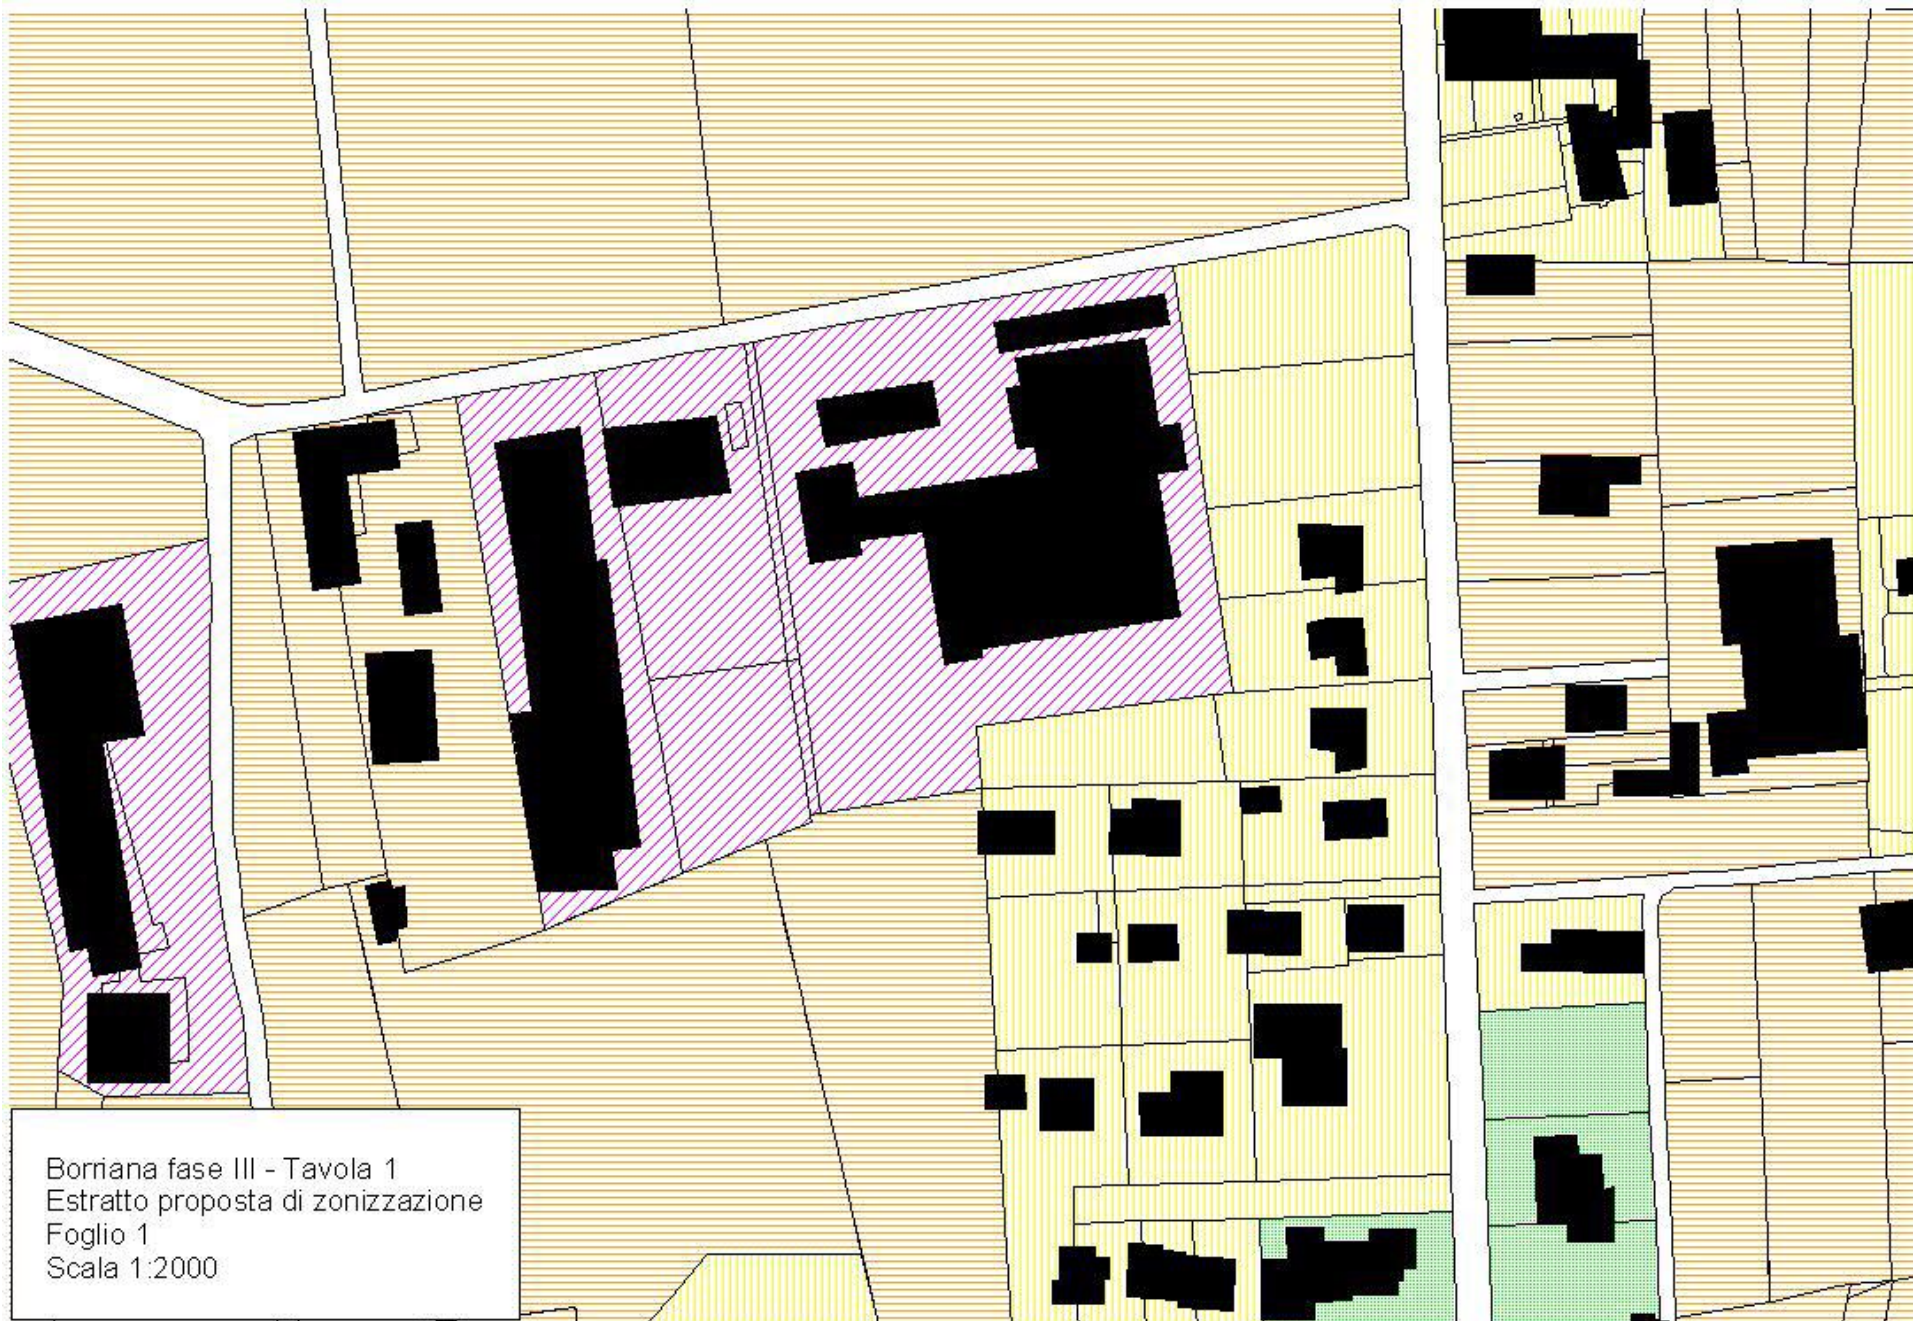 Borriana fase III - Tavola 1
Estratto proposta di zonizzazione
Foglio 1
Scala 1:2000